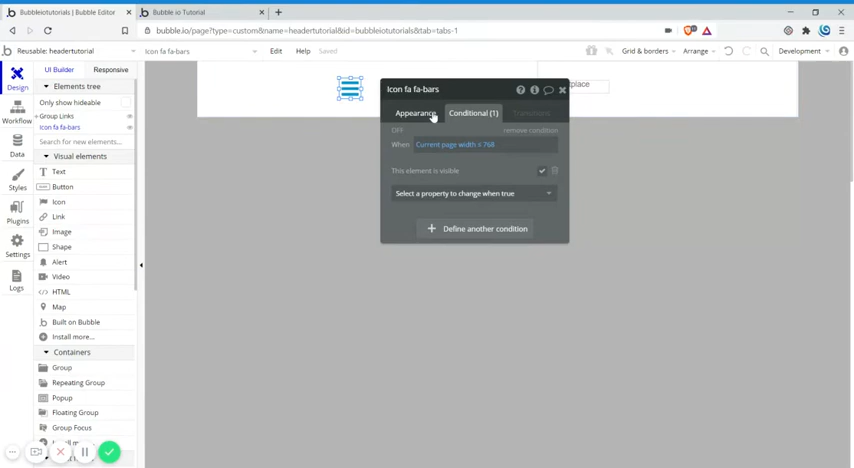 Bubbleiotutorials | Bubble Editor
Bubble io Tutorial
bubble.io/page?type=custom&name=headertutorial&id=bubbleiotutorials&tab=tabs-1
Reusable: headertutorial
Icon fa fa-bars
Edit
Help
Saved
Grid & borders
Arrange
Development
Design
Workflow
Data
Styles
Plugins
Settings
Logs
UI Builder
Responsive
Elements tree
Only show hideable
Group Links
Icon fa fa-bars
Search for new elements...
Visual elements
Text
Button
Icon
Link
Image
Shape
Alert
Video
HTML
Map
Built on Bubble
Install more...
Containers
Group
Repeating Group
Popup
Floating Group
Group Focus
Icon fa fa-bars
Appearance
Conditional (1)
Transitions
OFF
remove condition
When
Current page width ≤ 768
This element is visible
Select a property to change when true
Define another condition
place